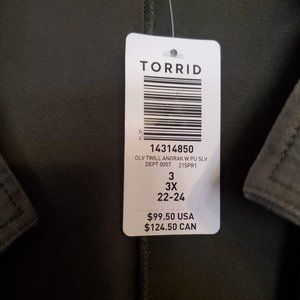 TORRID
14314850
OLV TWILL ANORAK W PU SLV
DEPT 0057 21SPR1
3
3X
22-24
$99.50 USA
$124.50 CAN